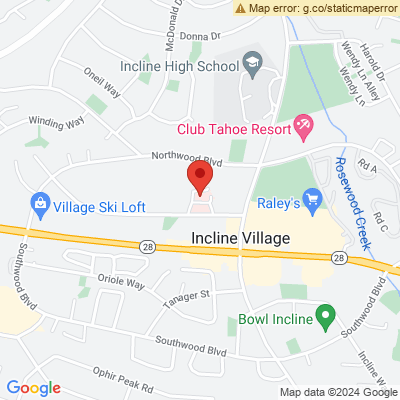 Map error: g.co/staticmaperror
Donna Dr
McDonald D
Harold Dr
Wendy Ln Alley
Wendy Ln
Incline High School
Oneil Way
Winding Way
Club Tahoe Resort
Northwood Blvd
Rd A
Rosewood Creek
Village Ski Loft
Raley's
Rd C
Incline Village
28
28
Southwood Blvd
Oriole Way
Tanager St
Bowl Incline
Southwood Blvd
Southwood Blvd
Incline W
Ophir Peak Rd
Google
Map data ©2024 Google